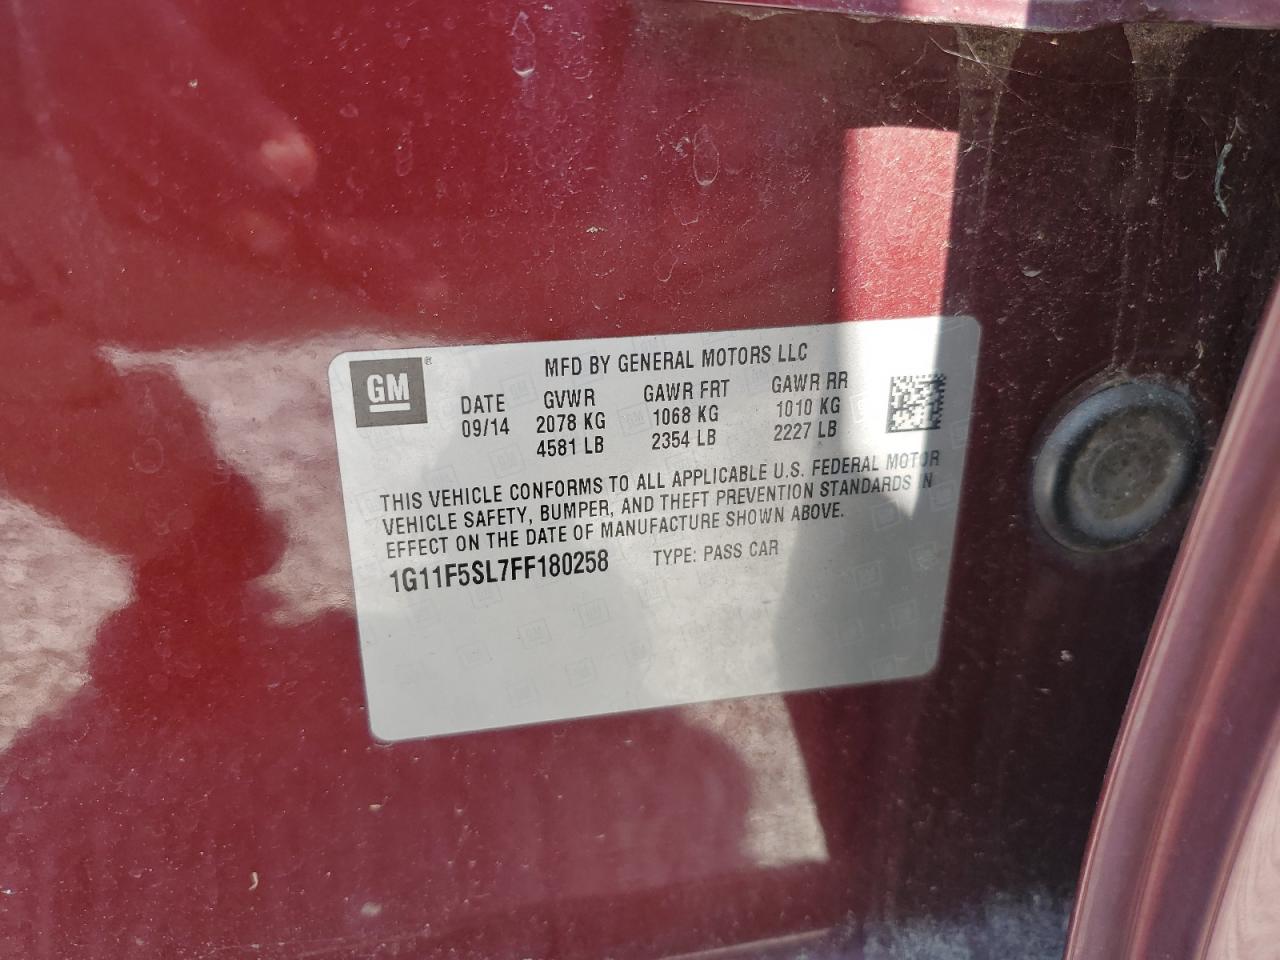 GM®
MFD BY GENERAL MOTORS LLC
DATE GVWR GAWR FRT GAWR RR
09/14 2078 KG 1068 KG 1010 KG
4581 LB 2354 LB 2227 LB
THIS VEHICLE CONFORMS TO ALL APPLICABLE U.S. FEDERAL MOTOR
VEHICLE SAFETY, BUMPER, AND THEFT PREVENTION STANDARDS IN
EFFECT ON THE DATE OF MANUFACTURE SHOWN ABOVE.
1G11F5SL7FF180258 TYPE: PASS CAR